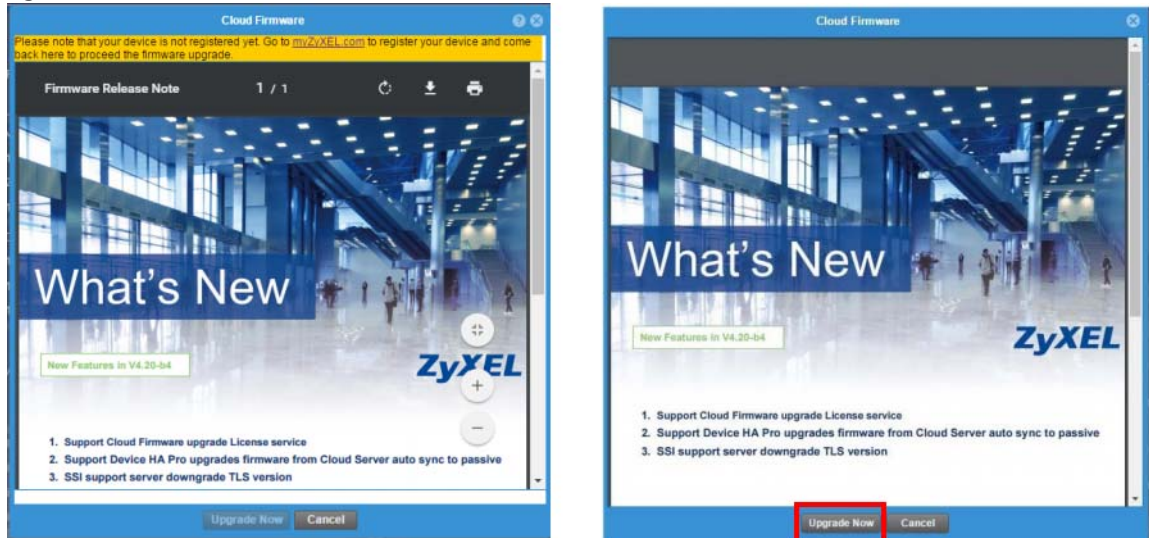 Cloud Firmware
Please note that your device is not registered yet. Go to myZyXEL.com to register your device and come
back here to proceed the firmware upgrade.
Firmware Release Note 1 / 1
What's New
New Features in V4.20-b4
ZyXEL
1. Support Cloud Firmware upgrade License service
2. Support Device HA Pro upgrades firmware from Cloud Server auto sync to passive
3. SSI support server downgrade TLS version
Upgrade Now Cancel
Cloud Firmware
What's New
New Features in V4.20-b4
ZyXEL
1. Support Cloud Firmware upgrade License service
2. Support Device HA Pro upgrades firmware from Cloud Server auto sync to passive
3. SSI support server downgrade TLS version
Upgrade Now Cancel